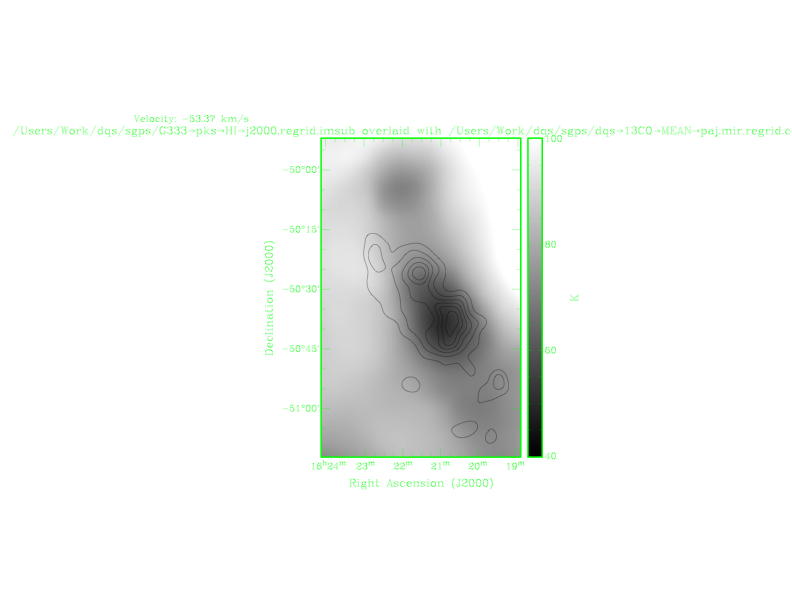 Velocity: -53.37 km/s
/Users/Work/dqs/sgps/G333→pks→HI→j2000.regrid.imsub overlaid with /Users/Work/dqs/sgps/dqs→13CO→MEAN→paj.mir.regrid.c
100
-50°00'
-50°15'
80
-50°30'
K
-50°45'
60
-51°00'
40
Declination (J2000)
16ʰ24ᵐ 23ᵐ 22ᵐ 21ᵐ 20ᵐ 19ᵐ
Right Ascension (J2000)